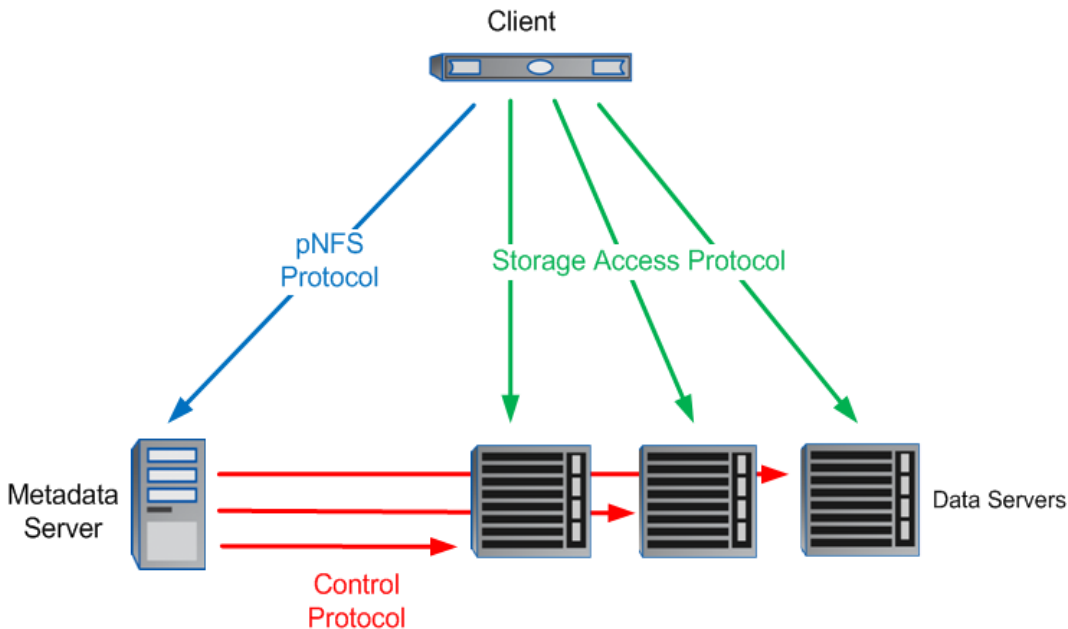 Client
pNFS
Protocol
Storage Access Protocol
Metadata
Server
Data Servers
Control
Protocol